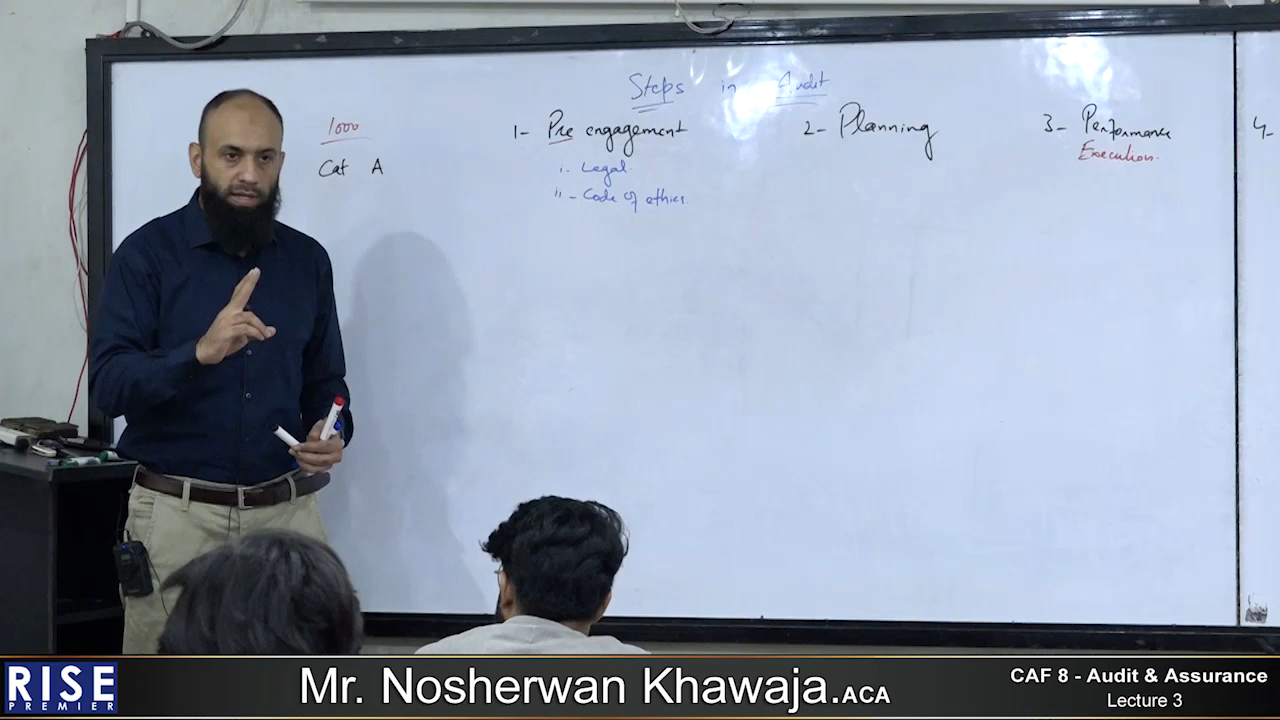 Steps in Audit
1000
Cat A
1- Pre engagement
i- Legal.
ii- Code of ethics.
2- Planning
3- Performance
Execution.
4-
RISE
PREMIER
Mr. Nosherwan Khawaja.ACA
CAF 8 - Audit & Assurance
Lecture 3